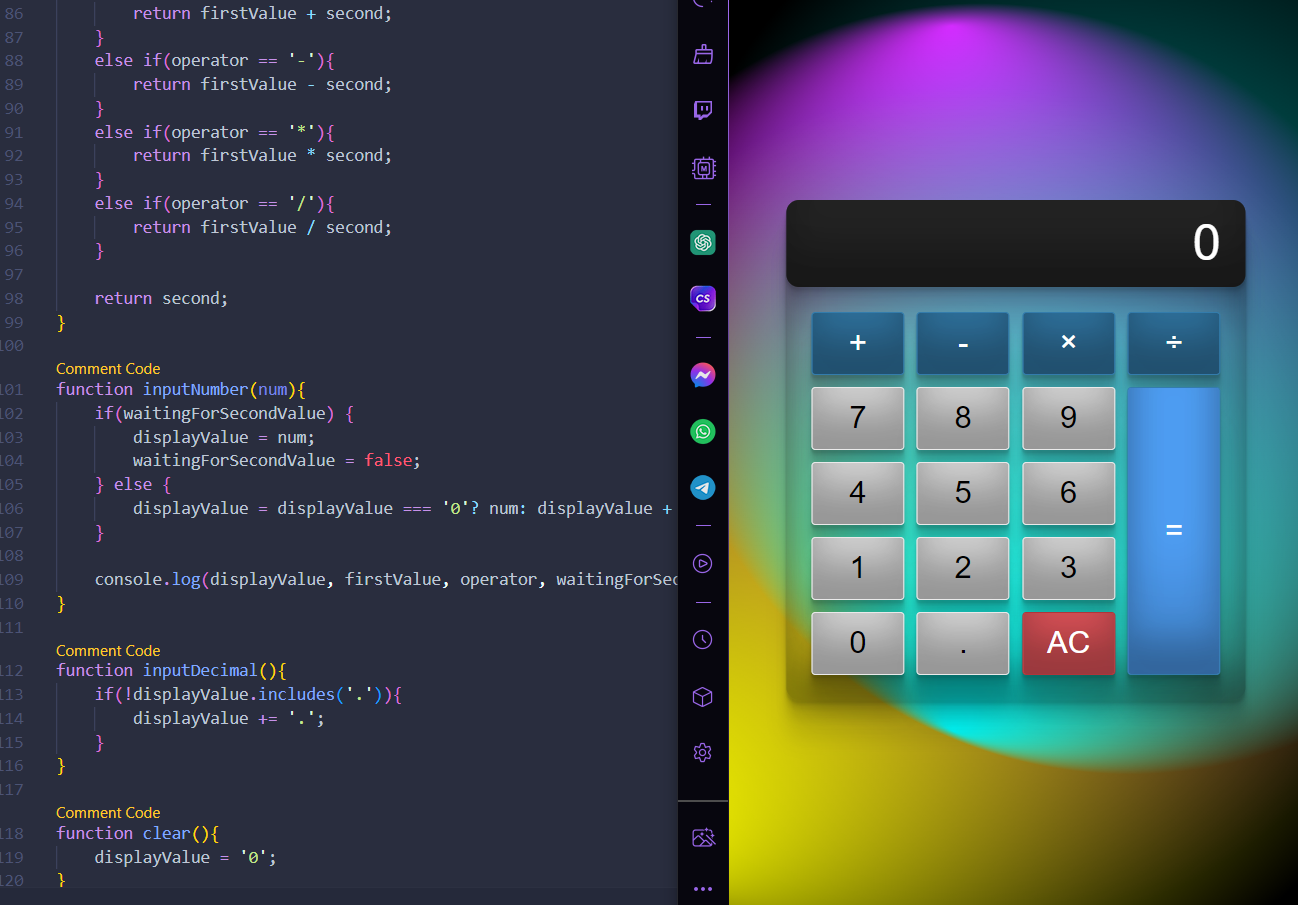 86 return firstValue + second;
87 }
88 else if(operator == '-'){
89 return firstValue - second;
90 }
91 else if(operator == '*'){
92 return firstValue * second;
93 }
94 else if(operator == '/'){
95 return firstValue / second;
96 }
97
98 return second;
99 }
100
Comment Code
101 function inputNumber(num){
102 if(waitingForSecondValue) {
103 displayValue = num;
104 waitingForSecondValue = false;
105 } else {
106 displayValue = displayValue === '0'? num: displayValue +
107 }
108
109 console.log(displayValue, firstValue, operator, waitingForSec
110 }
111
Comment Code
112 function inputDecimal(){
113 if(!displayValue.includes('.')){
114 displayValue += '.';
115 }
116 }
117
Comment Code
118 function clear(){
119 displayValue = '0';
120 }
M
CS
0
+ - × ÷
7 8 9
4 5 6
=
1 2 3
0 . AC